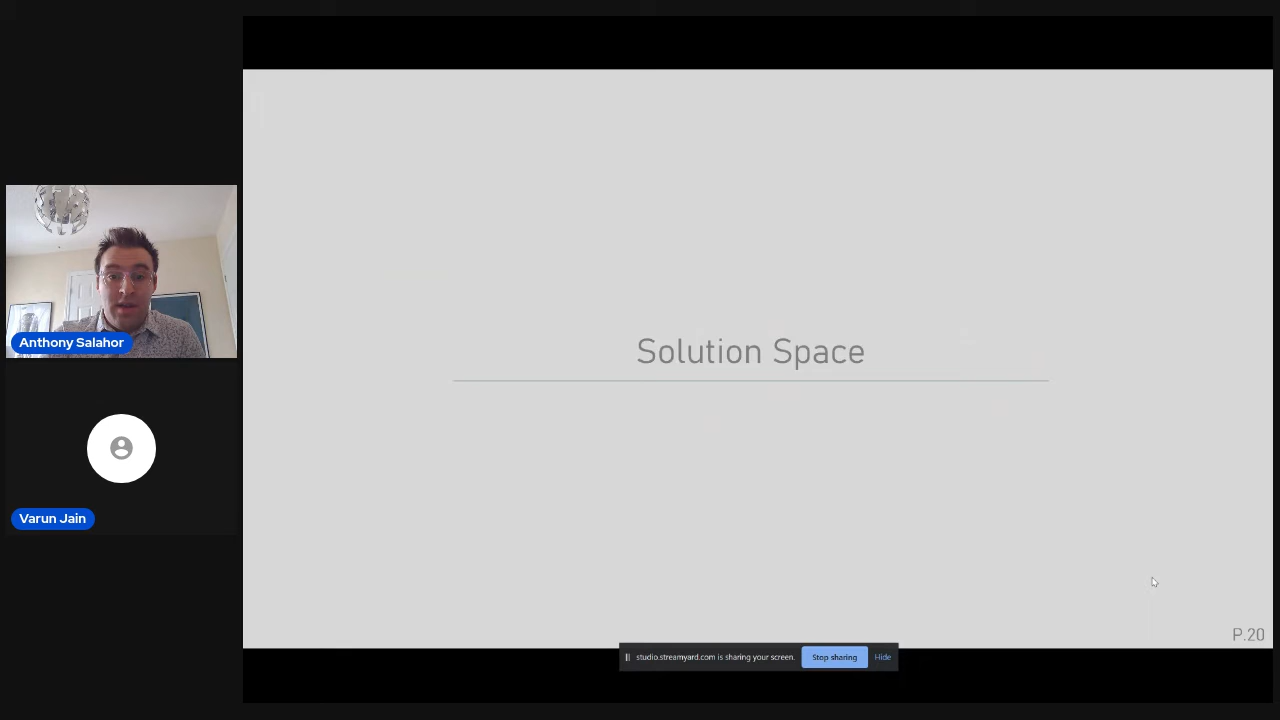 Solution Space
Anthony Salahor
Varun Jain
P.20
studio.streamyard.com is sharing your screen.
Stop sharing
Hide